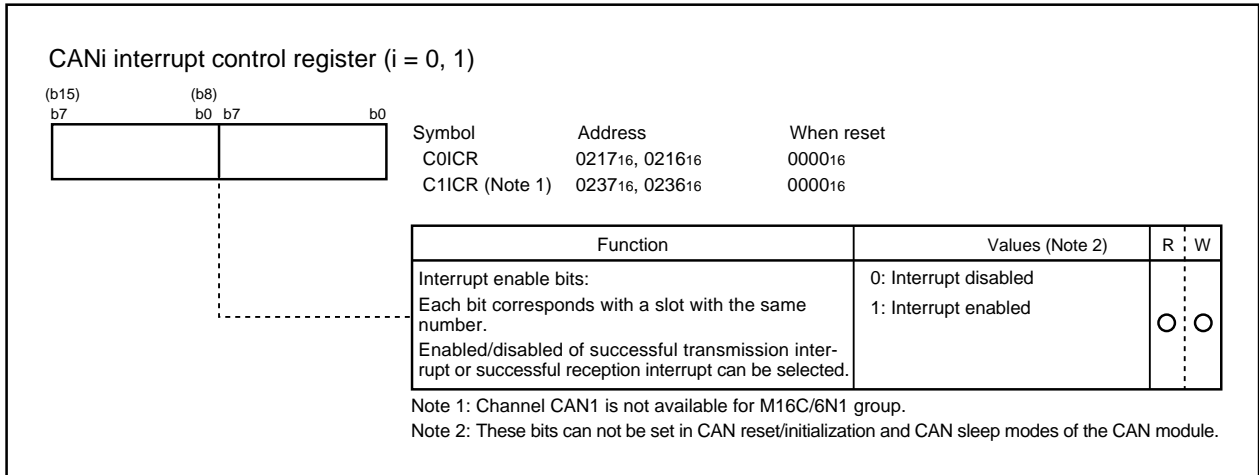 CANi interrupt control register (i = 0, 1)
(b15) (b8)
b7 b0 b7 b0
Symbol Address When reset
C0ICR 021716, 021616 000016
C1ICR (Note 1) 023716, 023616 000016
Function Values (Note 2) R W
Interrupt enable bits: 0: Interrupt disabled
Each bit corresponds with a slot with the same 1: Interrupt enabled
number.
Enabled/disabled of successful transmission inter-
rupt or successful reception interrupt can be selected.
Note 1: Channel CAN1 is not available for M16C/6N1 group.
Note 2: These bits can not be set in CAN reset/initialization and CAN sleep modes of the CAN module.